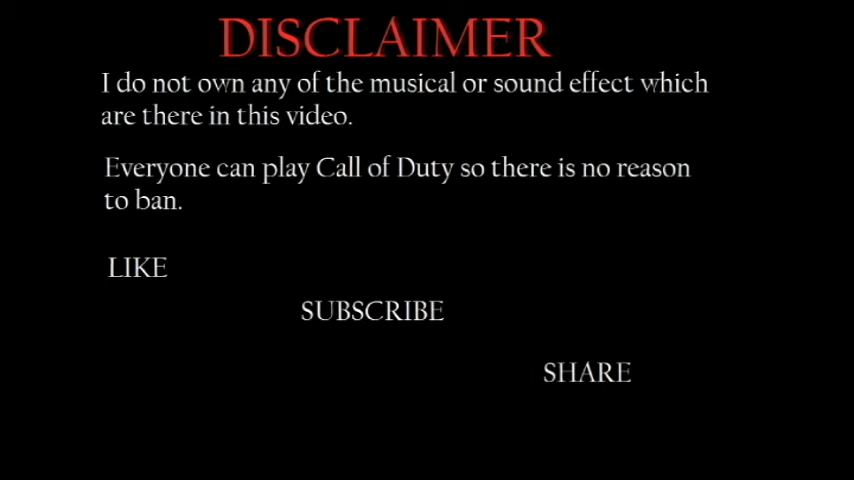 DISCLAIMER
I do not own any of the musical or sound effect which
are there in this video.
Everyone can play Call of Duty so there is no reason
to ban.
LIKE
SUBSCRIBE
SHARE